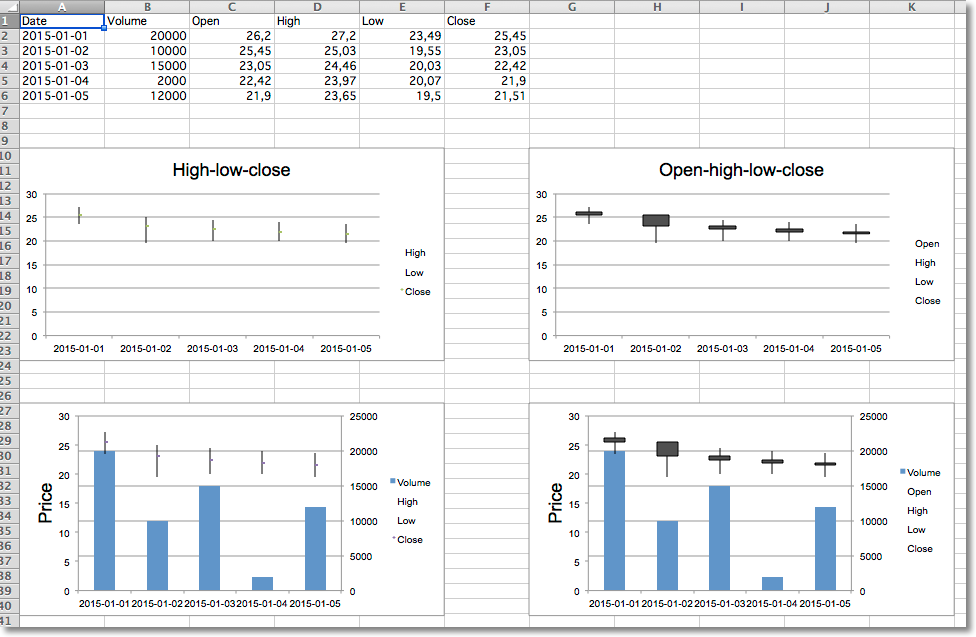 A B C D E F G H I J K
1 Date Volume Open High Low Close
2 2015-01-01 20000 26,2 27,2 23,49 25,45
3 2015-01-02 10000 25,45 25,03 19,55 23,05
4 2015-01-03 15000 23,05 24,46 20,03 22,42
5 2015-01-04 2000 22,42 23,97 20,07 21,9
6 2015-01-05 12000 21,9 23,65 19,5 21,51
7
8
9
10
11
12
13
14
15
16
17
18
19
20
21
22
23
24
25
26
27
28
29
30
31
32
33
34
35
36
37
38
39
40
41
High-low-close
30
25
20
15
10
5
0
2015-01-01 2015-01-02 2015-01-03 2015-01-04 2015-01-05
High
Low
Close
Open-high-low-close
30
25
20
15
10
5
0
2015-01-01 2015-01-02 2015-01-03 2015-01-04 2015-01-05
Open
High
Low
Close
Price
30
25
20
15
10
5
0
25000
20000
15000
10000
5000
0
2015-01-01 2015-01-02 2015-01-03 2015-01-04 2015-01-05
Volume
High
Low
Close
Price
30
25
20
15
10
5
0
25000
20000
15000
10000
5000
0
2015-01-01 2015-01-02 2015-01-03 2015-01-04 2015-01-05
Volume
Open
High
Low
Close